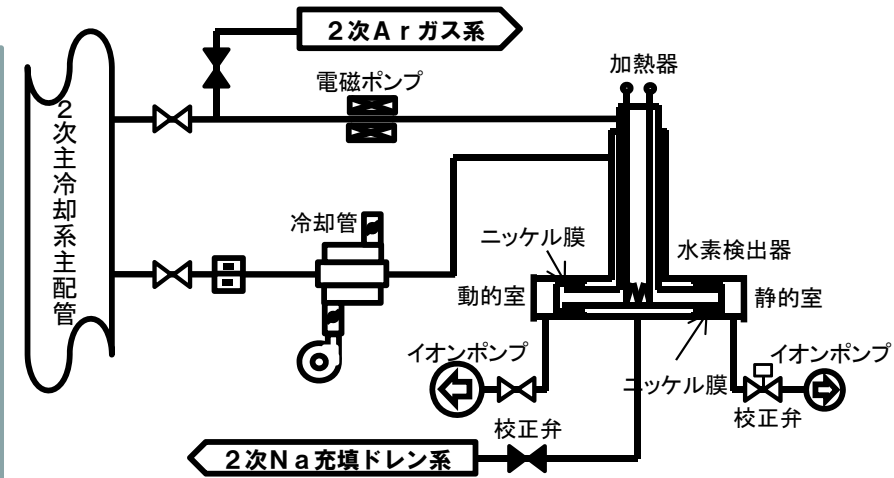 2次Arガス系
加熱器
電磁ポンプ
2次主冷却系主配管
冷却管
ニッケル膜
水素検出器
動的室
静的室
イオンポンプ
イオンポンプ
ニッケル膜
校正弁
校正弁
2次Na充填ドレン系